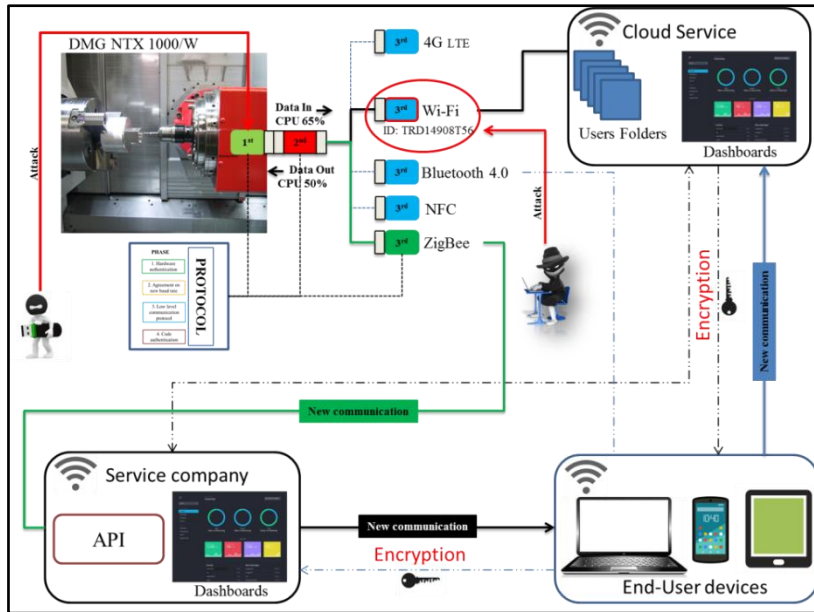 DMG NTX 1000/W
Attack
1st
2nd
Data In
CPU 65%
Data Out
CPU 50%
3rd
4G LTE
3rd
Wi-Fi
ID: TRD14908T56
3rd
Bluetooth 4.0
3rd
NFC
3rd
ZigBee
Attack
Cloud Service
Users Folders
Dashboards
PHASE
1. Hardware
authentication
2. Agreement on
new baud rate
3. Low level
communication
protocol
4. Code
authentication
PROTOCOL
Encryption
New communication
New communication
Service company
API
Dashboards
New communication
Encryption
10:40
End-User devices